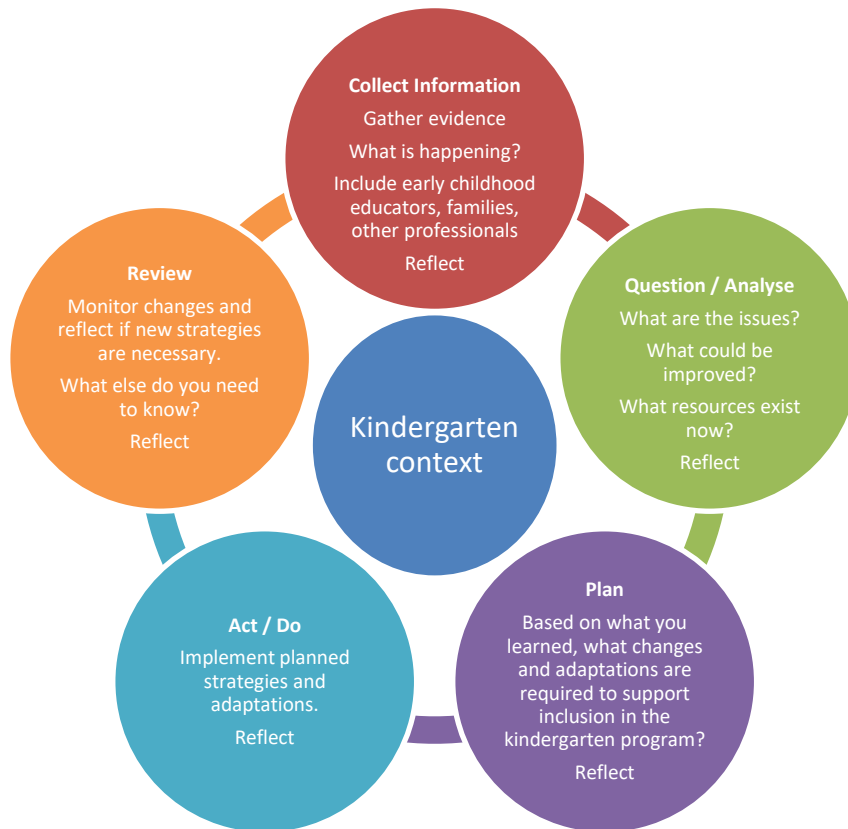 Collect Information
Gather evidence
What is happening?
Include early childhood
educators, families,
other professionals
Reflect
Question / Analyse
What are the issues?
What could be
improved?
What resources exist
now?
Reflect
Plan
Based on what you
learned, what changes
and adaptations are
required to support
inclusion in the
kindergarten program?
Reflect
Act / Do
Implement planned
strategies and
adaptations.
Reflect
Review
Monitor changes and
reflect if new strategies
are necessary.
What else do you need
to know?
Reflect
Kindergarten
context